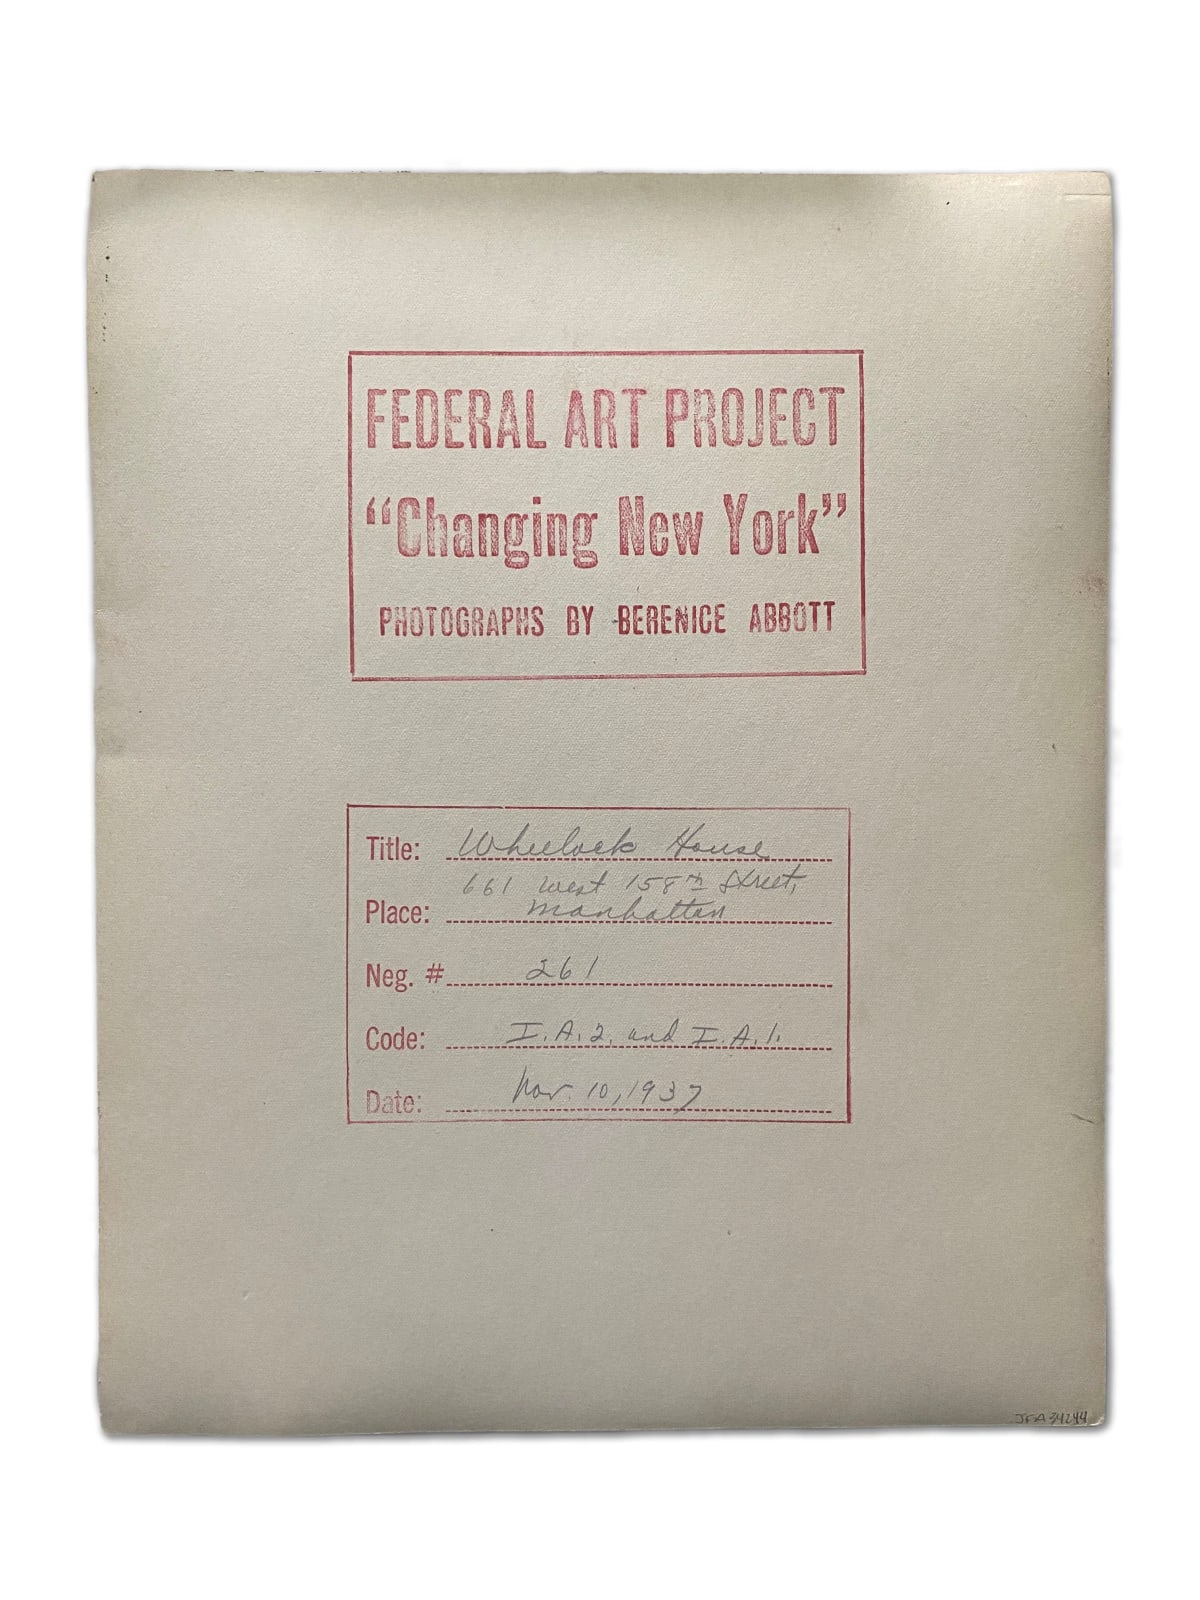 FEDERAL ART PROJECT
“Changing New York”
PHOTOGRAPHS BY BERENICE ABBOTT
Title: Wheelock House
661 West 158th Street,
Place: Manhattan
Neg. # 261
Code: I.A.2. and I.A.1.
Date: Nov. 10, 1937
JFA34244